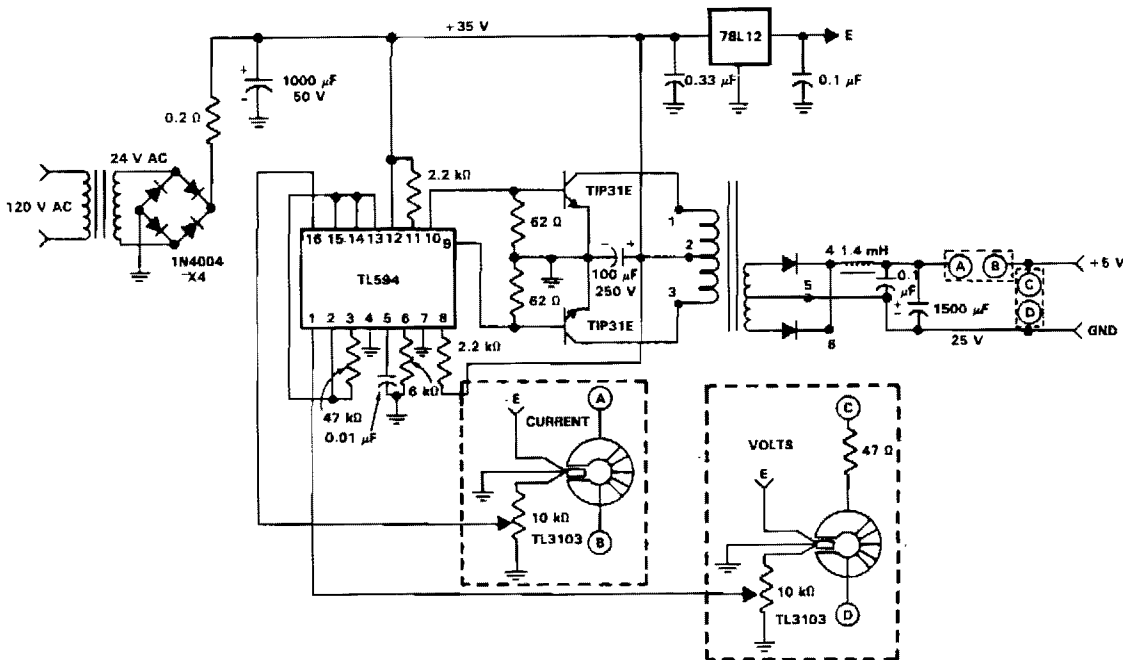 +35 V
78L12
E
+
1000 µF
50 V
-
0.33 µF
0.1 µF
0.2 Ω
24 V AC
2.2 kΩ
TIP31E
120 V AC
1N4004
X4
16 15 14 13 12 11 10 9
TL594
1 2 3 4 5 6 7 8
62 Ω
- +
100 µF
250 V
62 Ω
TIP31E
1
2
3
4 1.4 mH
0.1
µF
5
6
A B
+5 V
C
D
+
-
1500 µF
25 V
GND
2.2 kΩ
47 kΩ
6 kΩ
0.01 µF
E
CURRENT
A
10 kΩ
TL3103
B
VOLTS
C
47 Ω
E
10 kΩ
TL3103
D